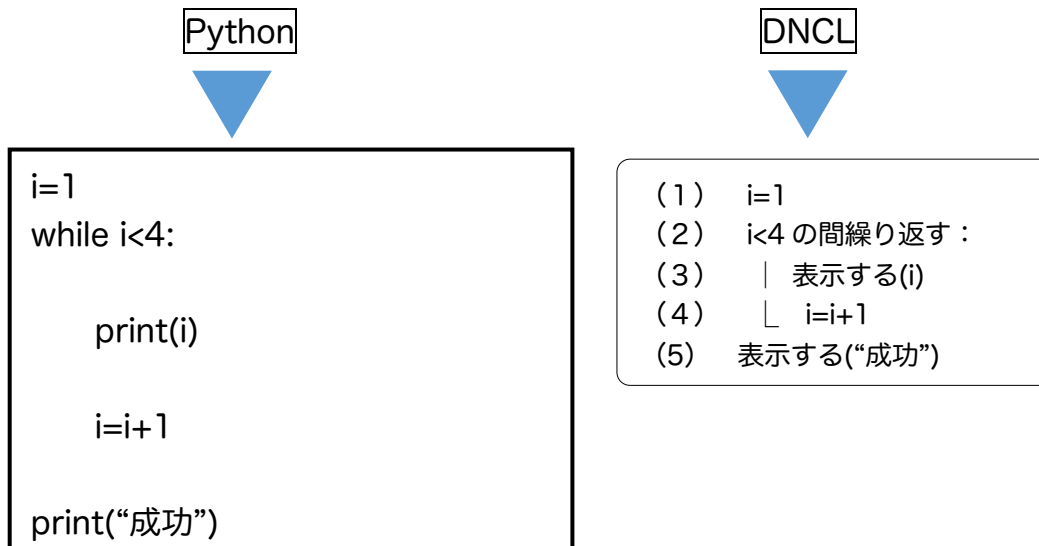 Python
i=1
while i<4:
print(i)
i=i+1
print(“成功”)
DNCL
（１） i=1
（２） i<4 の間繰り返す：
（３） ｜ 表示する(i)
（４） ⎿ i=i+1
（5） 表示する(“成功”)